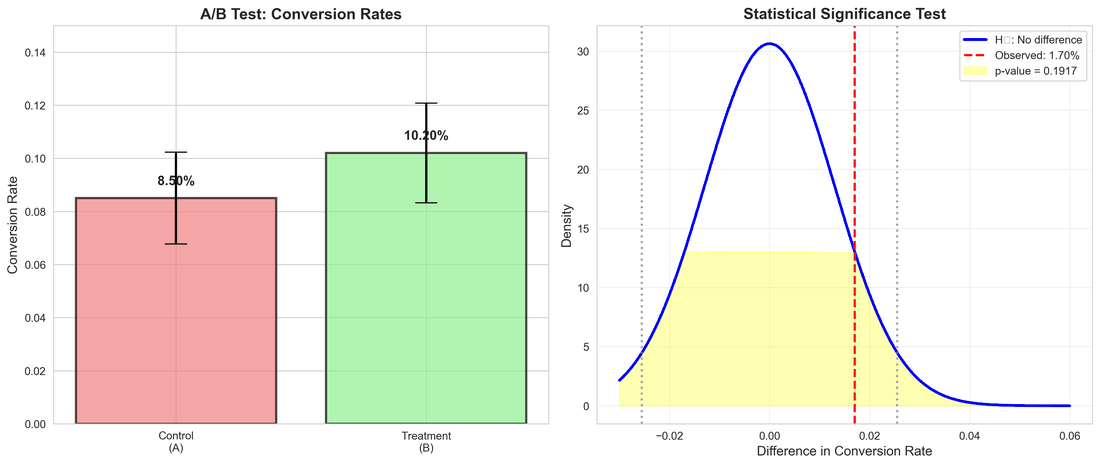 A/B Test: Conversion Rates
Conversion Rate
0.14
0.12
0.10
0.08
0.06
0.04
0.02
0.00
8.50%
10.20%
Control
(A)
Treatment
(B)
Statistical Significance Test
Density
30
25
20
15
10
5
0
H▯: No difference
Observed: 1.70%
p-value = 0.1917
−0.02
0.00
0.02
0.04
0.06
Difference in Conversion Rate